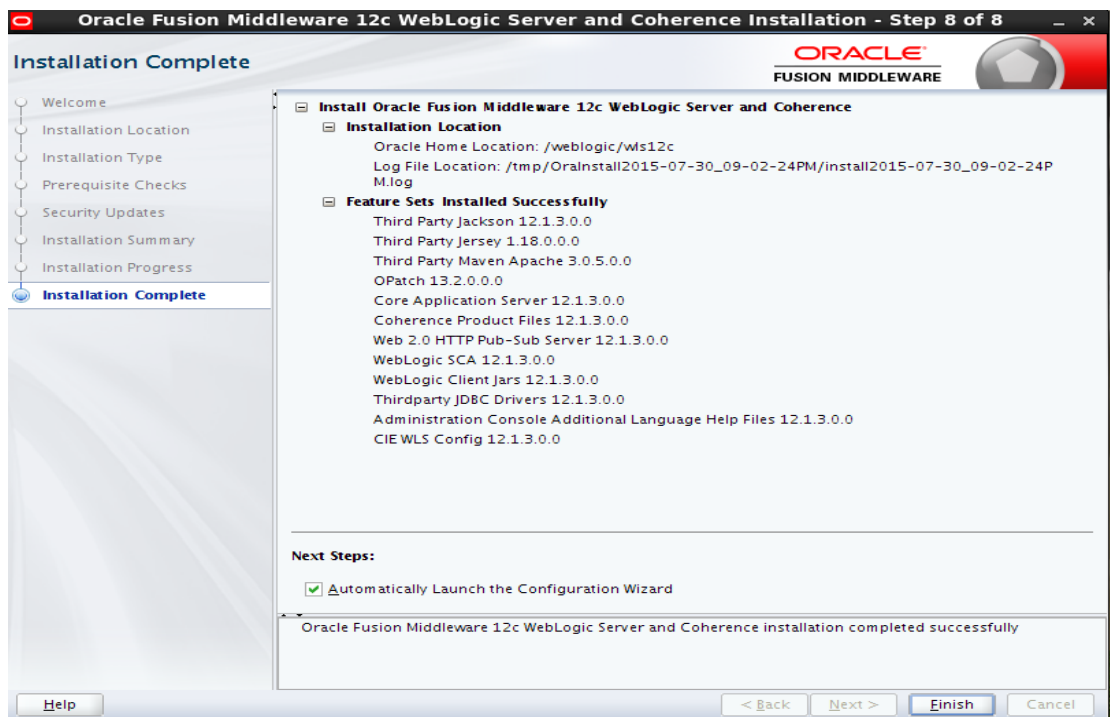 Oracle Fusion Middleware 12c WebLogic Server and Coherence Installation - Step 8 of 8
Installation Complete
ORACLE
FUSION MIDDLEWARE
Welcome
Installation Location
Installation Type
Prerequisite Checks
Security Updates
Installation Summary
Installation Progress
Installation Complete
Install Oracle Fusion Middleware 12c WebLogic Server and Coherence
Installation Location
Oracle Home Location: /weblogic/wls12c
Log File Location: /tmp/OraInstall2015-07-30_09-02-24PM/install2015-07-30_09-02-24P
M.log
Feature Sets Installed Successfully
Third Party Jackson 12.1.3.0.0
Third Party Jersey 1.18.0.0.0
Third Party Maven Apache 3.0.5.0.0
OPatch 13.2.0.0.0
Core Application Server 12.1.3.0.0
Coherence Product Files 12.1.3.0.0
Web 2.0 HTTP Pub-Sub Server 12.1.3.0.0
WebLogic SCA 12.1.3.0.0
WebLogic Client Jars 12.1.3.0.0
Thirdparty JDBC Drivers 12.1.3.0.0
Administration Console Additional Language Help Files 12.1.3.0.0
CIE WLS Config 12.1.3.0.0
Next Steps:
Automatically Launch the Configuration Wizard
Oracle Fusion Middleware 12c WebLogic Server and Coherence installation completed successfully
Help
< Back
Next >
Finish
Cancel